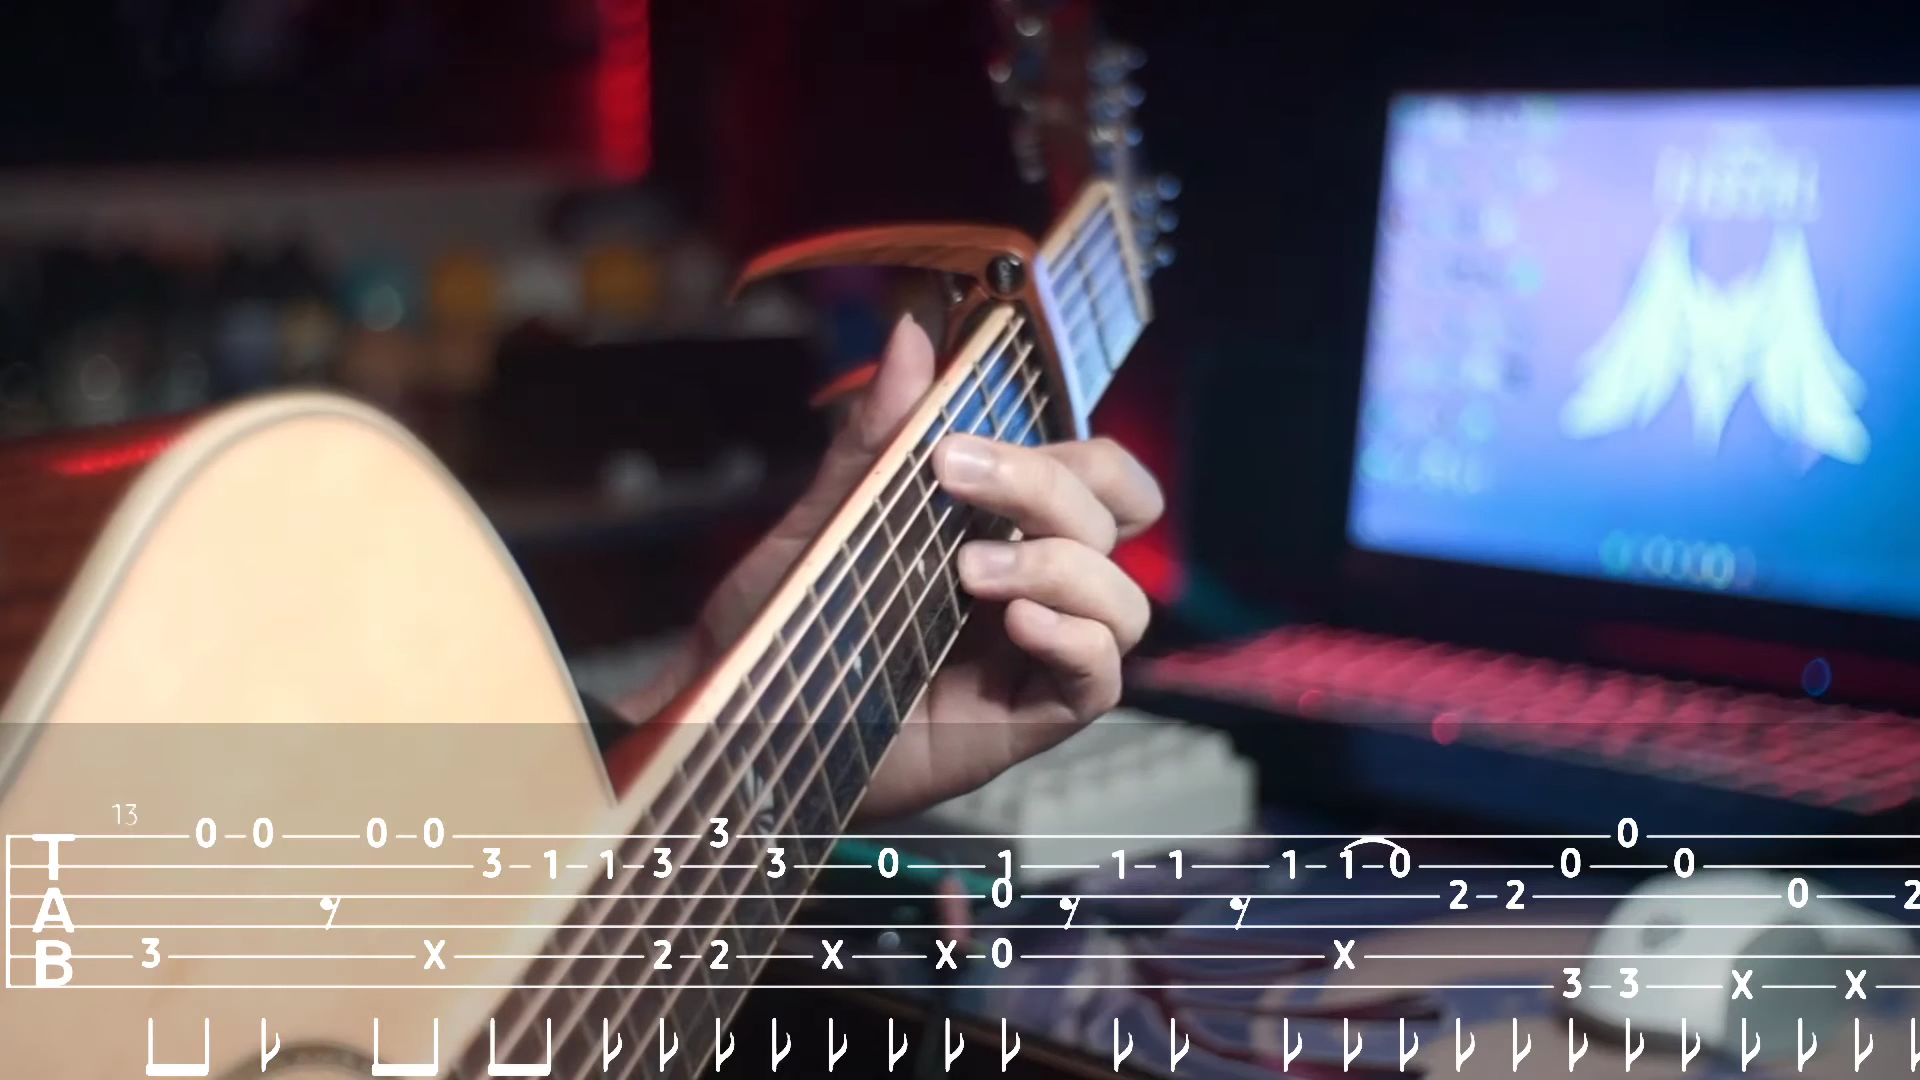 13
T 0 0 0 0 3 0
3 1 1 3 3 0 1 1 1 1 1 0 0 0
A 0 2 2 0 2
B 3 X 2 2 X X 0 X
3 3 X X